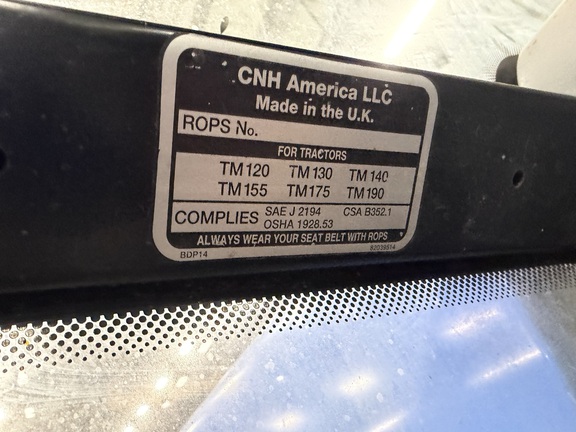 CNH America LLC
Made in the U.K.
ROPS No.
FOR TRACTORS
TM120 TM130 TM140
TM155 TM175 TM190
COMPLIES SAE J 2194 CSA B352.1
OSHA 1928.53
ALWAYS WEAR YOUR SEAT BELT WITH ROPS
BDP14